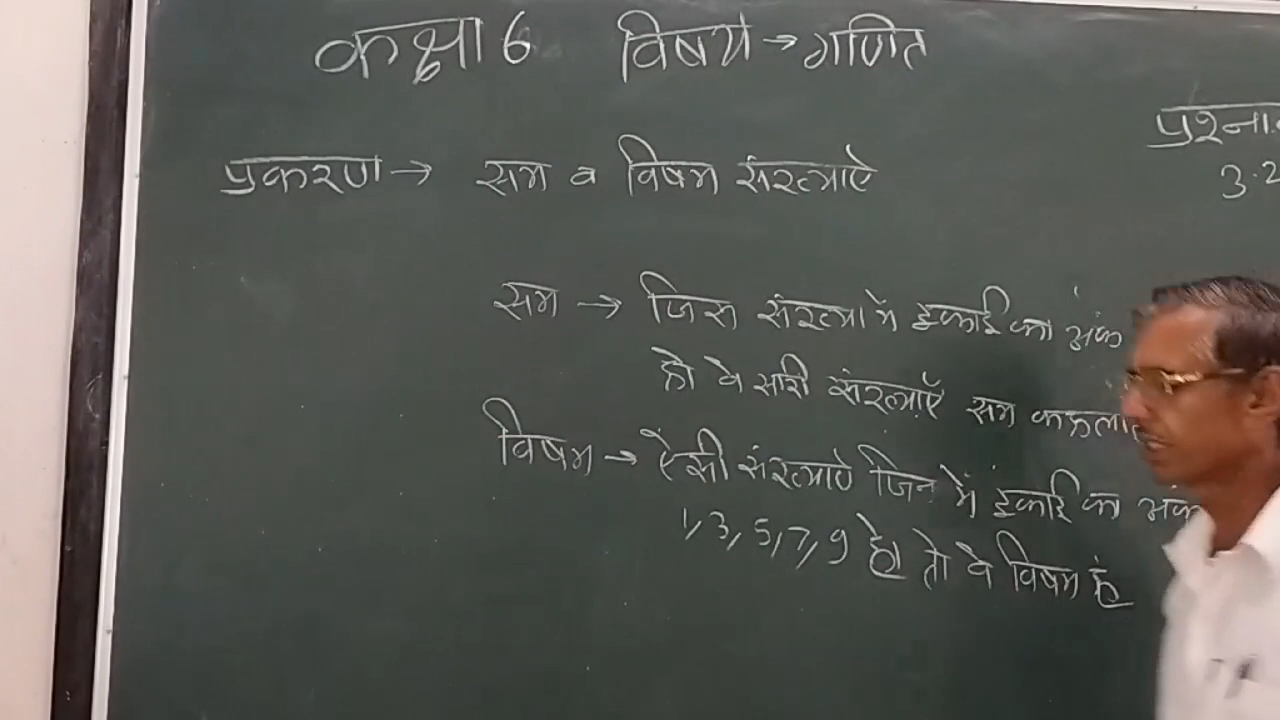 कक्षा 6 विषय → गणित
प्रश्ना
3.2
प्रकरण → सम व विषम संख्याऐ
सम → जिस संख्या में इकाई का अंक
हो वे सारी संख्याएँ सम कहला
विषम → ऐसी संख्याऐ जिन में इकाई का अंक
1, 3, 5, 7, 9 हो तो वे विषम हैं